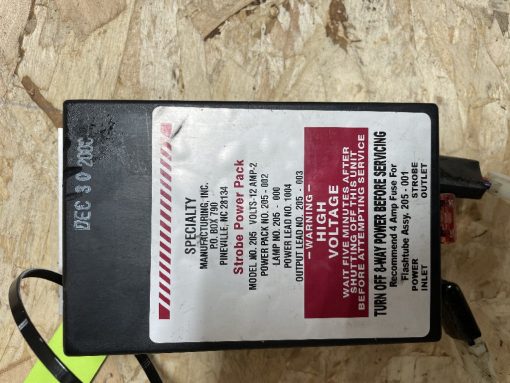 DEC 30
SPECIALTY
MANUFACTURING, INC.
P.O. BOX 790
PINEVILLE, NC 28134
Strobe Power Pack
MODEL NO. 205 VOLTS-12 AMP-2
POWER PACK NO. 205 - 002
LAMP NO. 205 - 000
POWER LEAD NO. 1004
OUTPUT LEAD NO. 205 - 003
- WARNING -
HIGH
VOLTAGE
WAIT FIVE MINUTES AFTER
SHUTTING OFF THIS UNIT
BEFORE ATTEMPTING SERVICE
TURN OFF 8-WAY POWER BEFORE SERVICING
Recommend 4 Amp Fuse For
Flashtube Assy. 205 - 001
POWER STROBE
INLET OUTLET